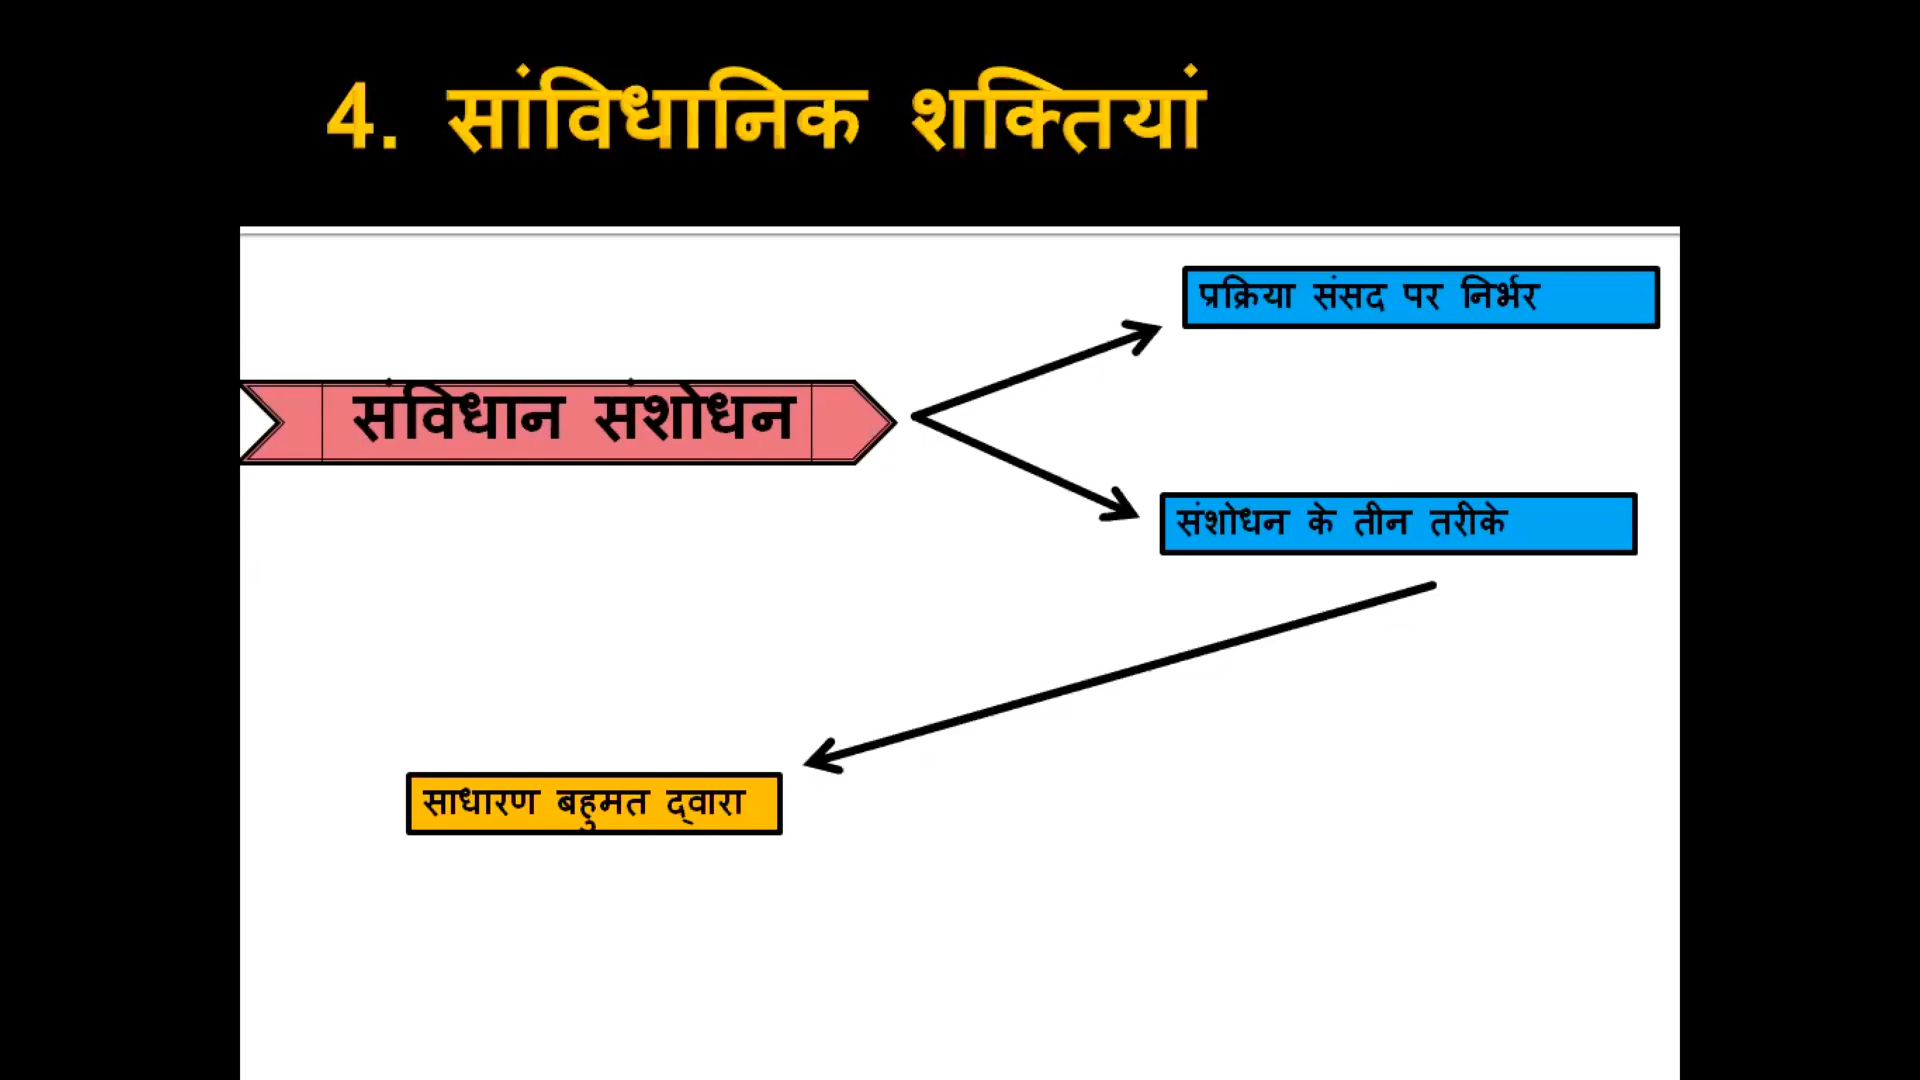 4. सांविधानिक शक्तियां
प्रक्रिया संसद पर निर्भर
संविधान संशोधन
संशोधन के तीन तरीके
साधारण बहुमत द्वारा